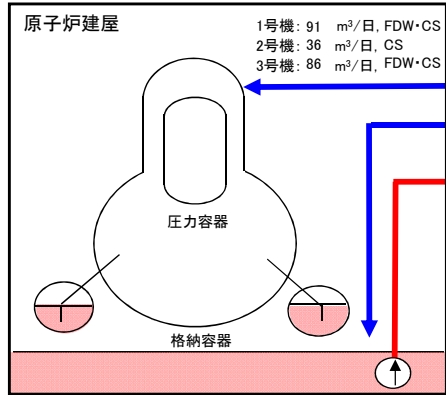 原子炉建屋
1号機: 91 m³/日, FDW・CS
2号機: 36 m³/日, CS
3号機: 86 m³/日, FDW・CS
圧力容器
格納容器